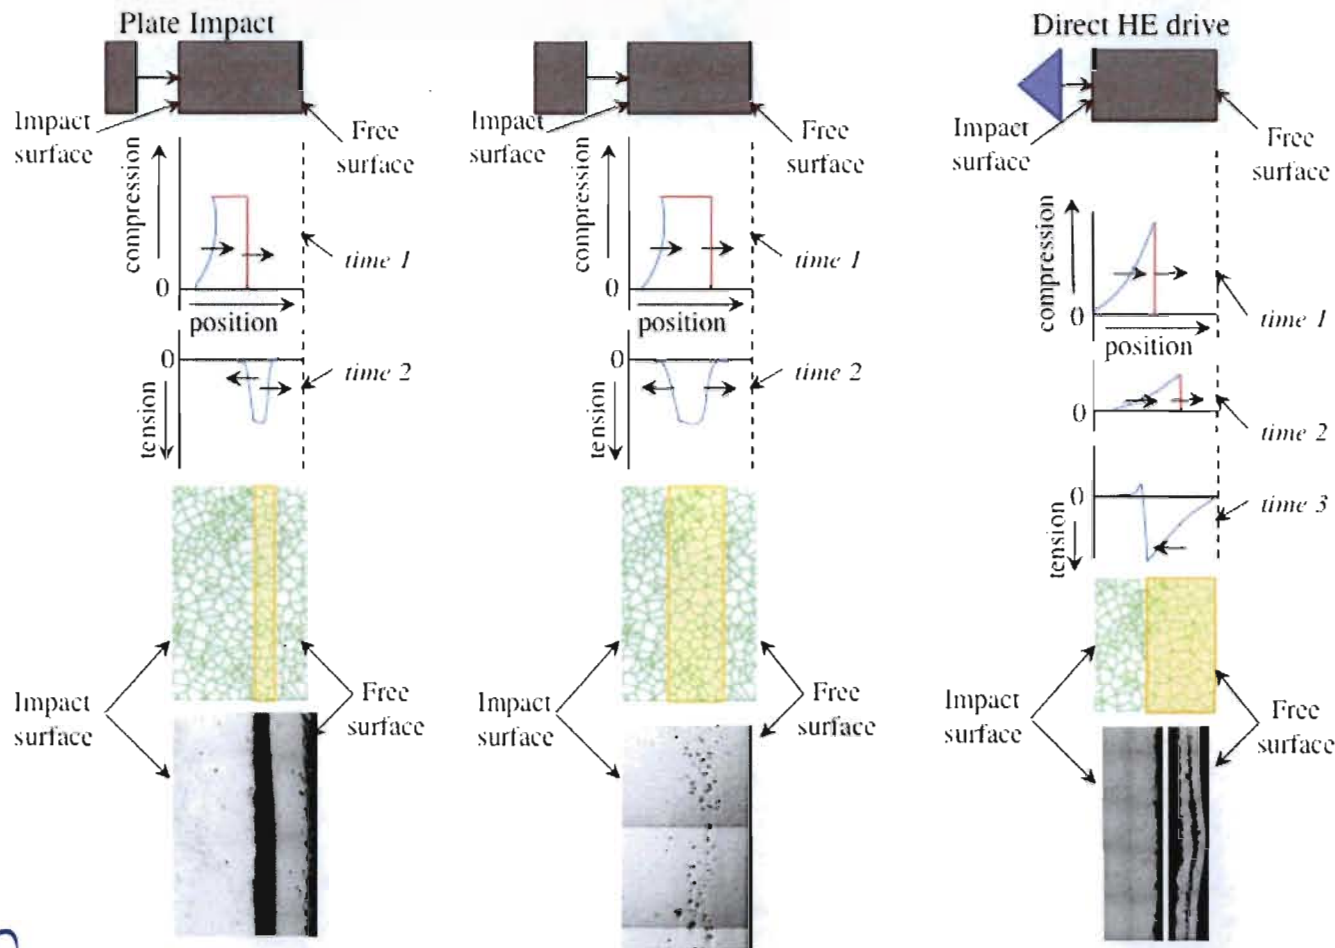 Plate Impact
Impact
surface
Free
surface
compression
0
time 1
position
0
time 2
tension
Impact
surface
Free
surface
Impact
surface
Free
surface
compression
0
time 1
position
0
time 2
tension
Impact
surface
Free
surface
Direct HE drive
Impact
surface
Free
surface
compression
0
time 1
position
0
time 2
0
time 3
tension
Impact
surface
Free
surface